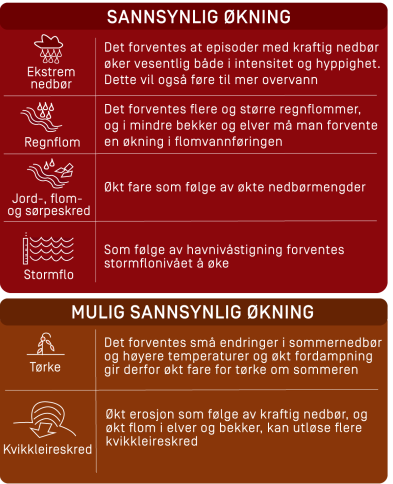 SANNSYNLIG ØKNING
Ekstrem
nedbør
Det forventes at episoder med kraftig nedbør
øker vesentlig både i intensitet og hyppighet.
Dette vil også føre til mer overvann
Regnflom
Det forventes flere og større regnflommer,
og i mindre bekker og elver må man forvente
en økning i flomvannføringen
Jord-, flom-
og sørpeskred
Økt fare som følge av økte nedbørmengder
Stormflo
Som følge av havnivåstigning forventes
stormflonivået å øke
MULIG SANNSYNLIG ØKNING
Tørke
Det forventes små endringer i sommernedbør
og høyere temperaturer og økt fordampning
gir derfor økt fare for tørke om sommeren
Kvikkleireskred
Økt erosjon som følge av kraftig nedbør, og
økt flom i elver og bekker, kan utløse flere
kvikkleireskred